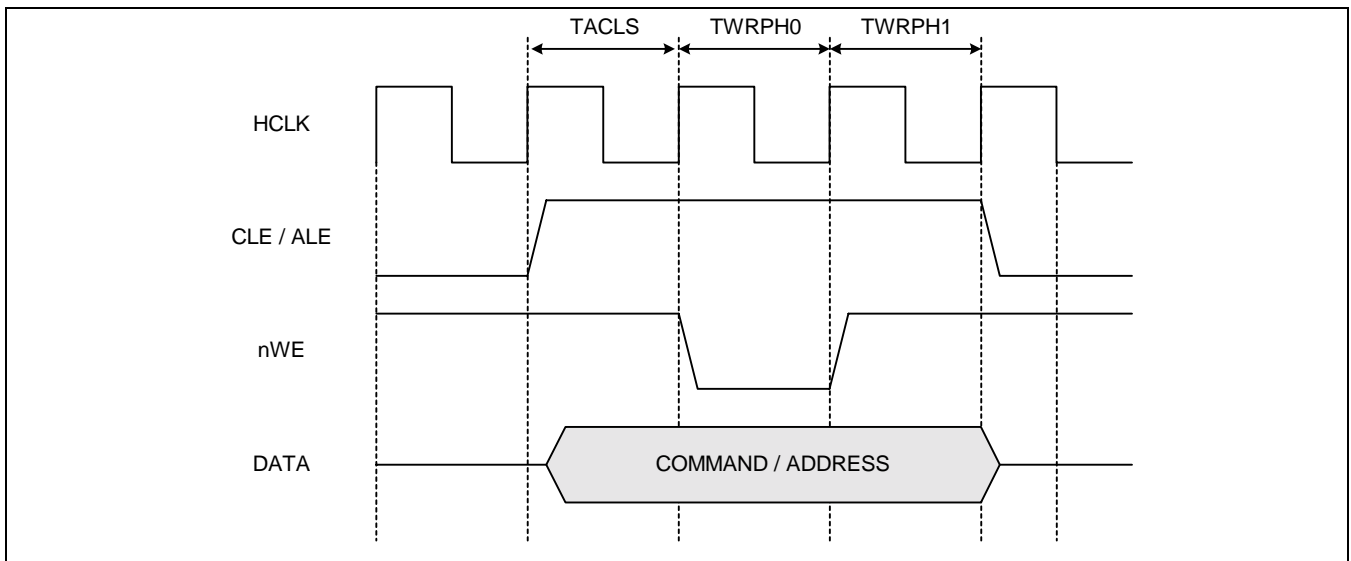 TACLS TWRPH0 TWRPH1
HCLK
CLE / ALE
nWE
DATA COMMAND / ADDRESS